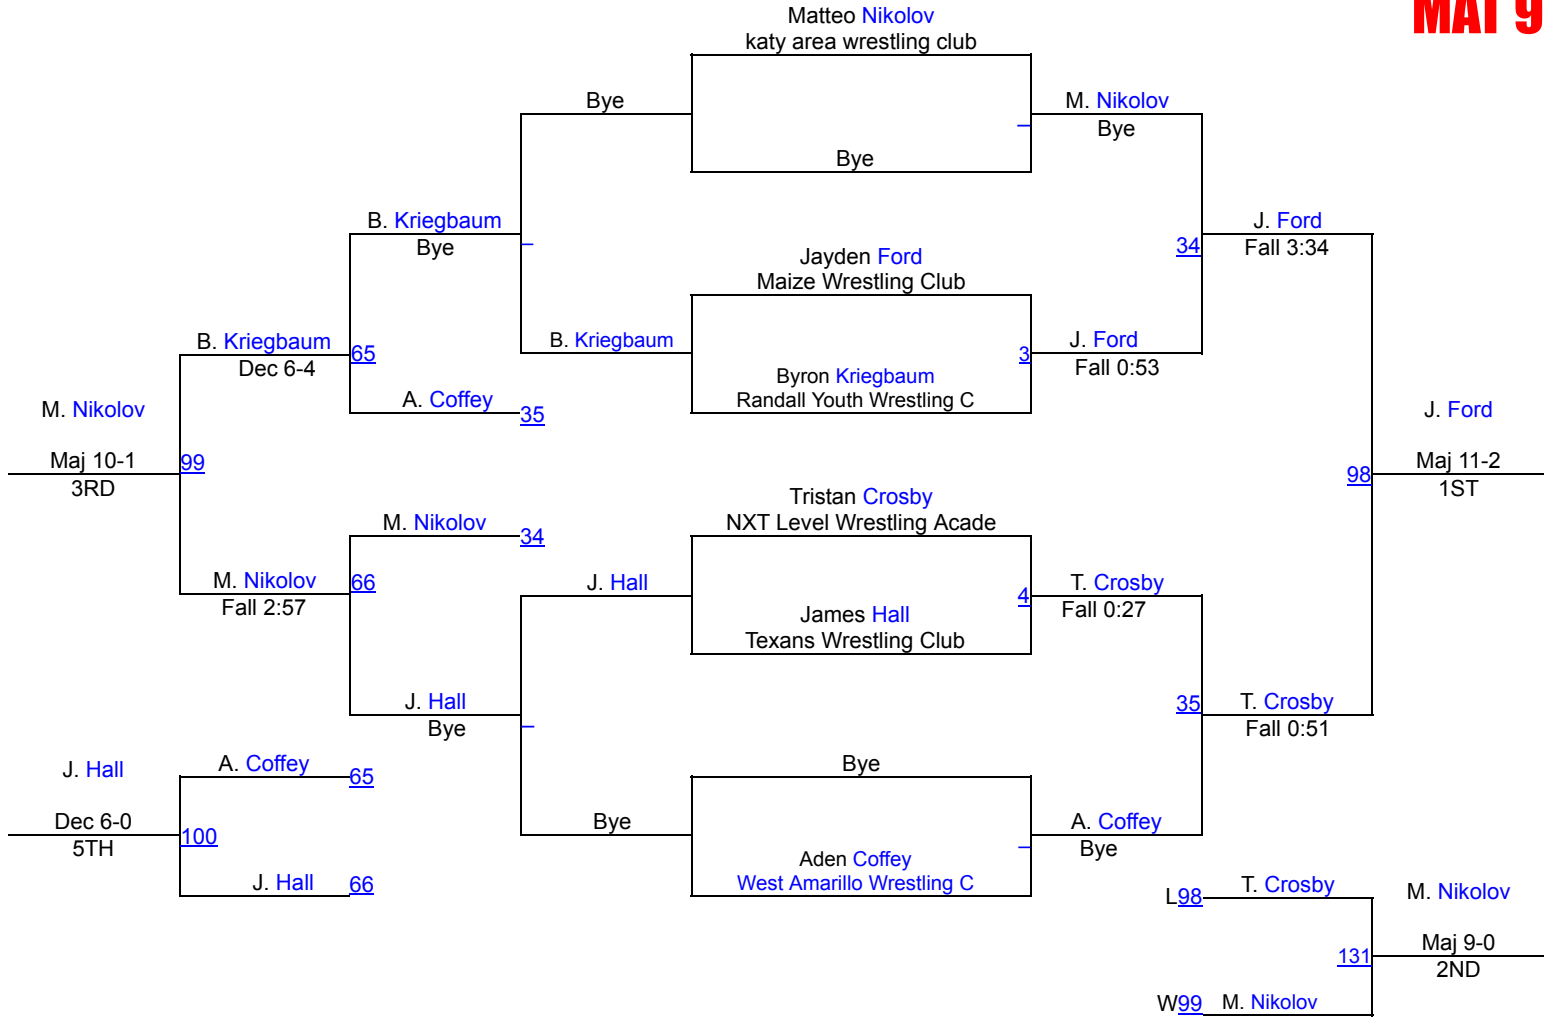 MAT 9
Matteo Nikolov
katy area wrestling club
Bye
M. Nikolov
Bye
Bye
B. Kriegbaum
Bye
Jayden Ford
Maize Wrestling Club
34
J. Ford
Fall 3:34
B. Kriegbaum
Dec 6-4
65
B. Kriegbaum
Byron Kriegbaum
Randall Youth Wrestling C
3
J. Ford
Fall 0:53
A. Coffey
35
M. Nikolov
Maj 10-1
3RD
99
J. Ford
98
Maj 11-2
1ST
Tristan Crosby
NXT Level Wrestling Acade
M. Nikolov
34
M. Nikolov
Fall 2:57
66
J. Hall
James Hall
Texans Wrestling Club
4
T. Crosby
Fall 0:27
J. Hall
Bye
35
T. Crosby
Fall 0:51
J. Hall
Dec 6-0
5TH
A. Coffey
65
100
J. Hall
66
Bye
Bye
Aden Coffey
West Amarillo Wrestling C
A. Coffey
Bye
L98
T. Crosby
M. Nikolov
131
Maj 9-0
2ND
W99
M. Nikolov